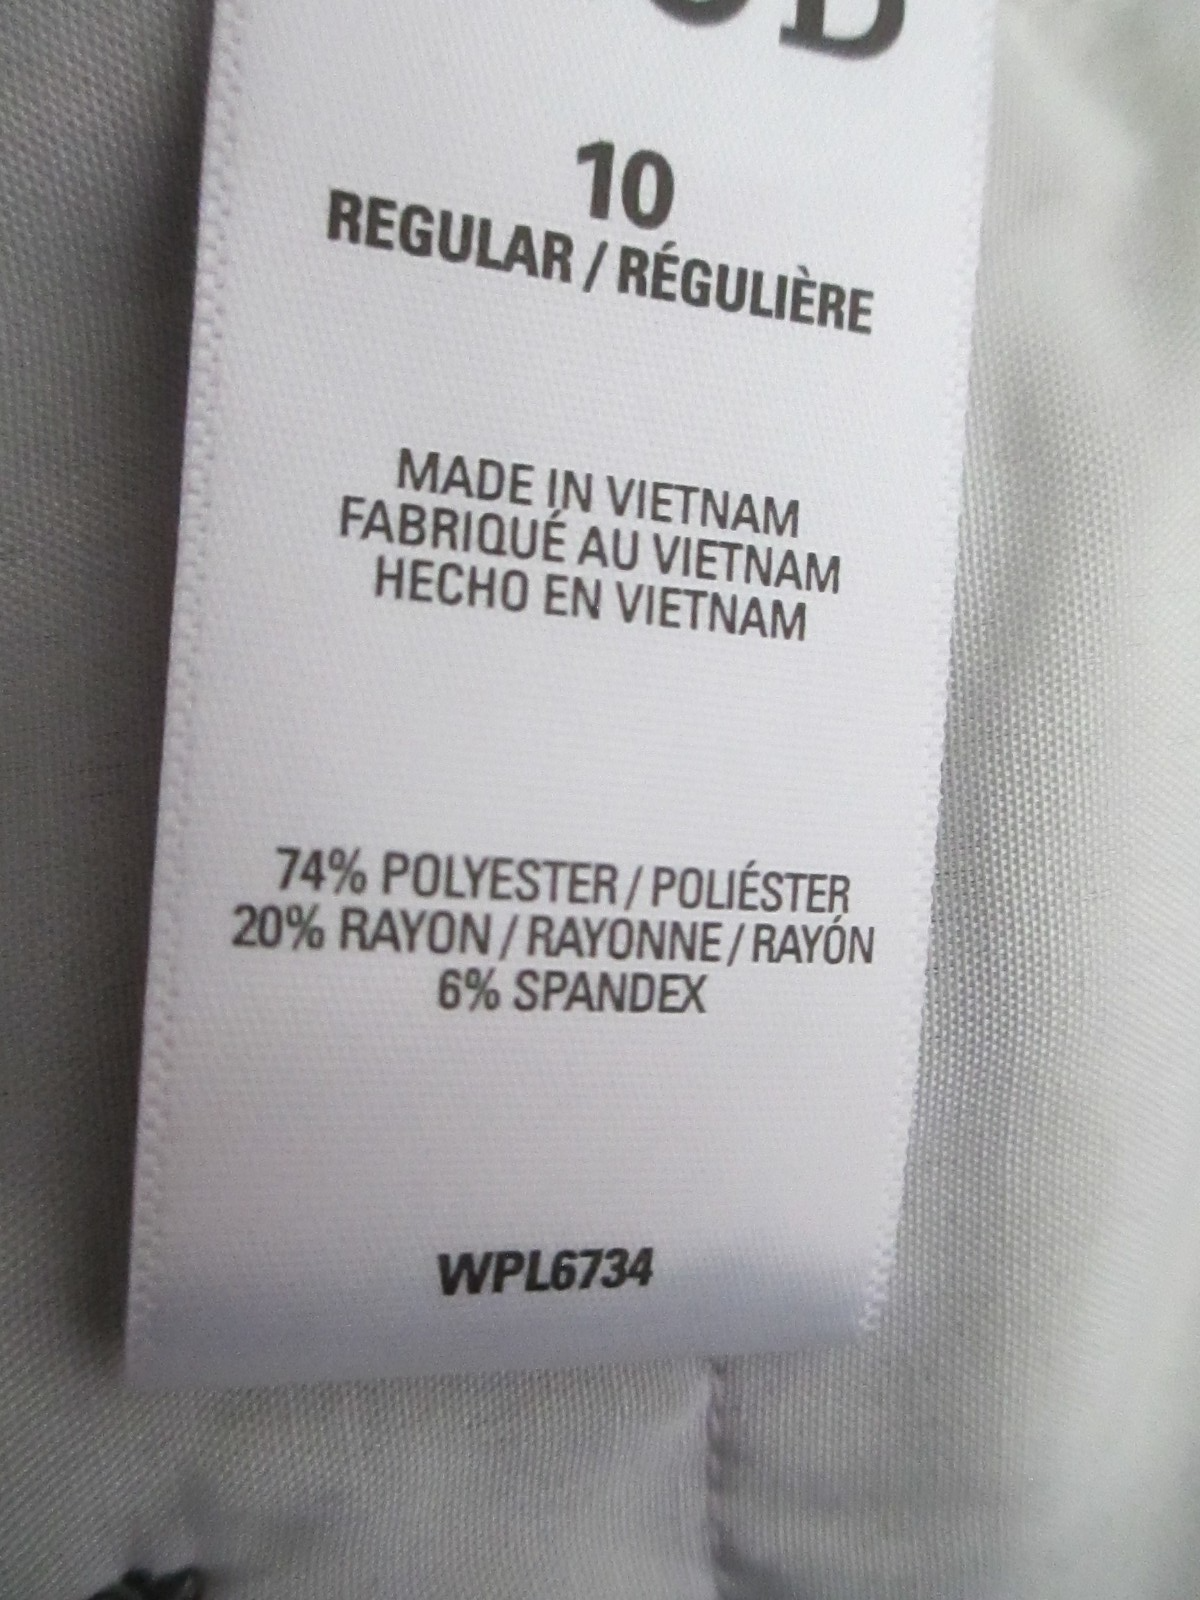 10
REGULAR / RÉGULIÈRE
MADE IN VIETNAM
FABRIQUÉ AU VIETNAM
HECHO EN VIETNAM
74% POLYESTER / POLIÉSTER
20% RAYON / RAYONNE / RAYÓN
6% SPANDEX
WPL6734